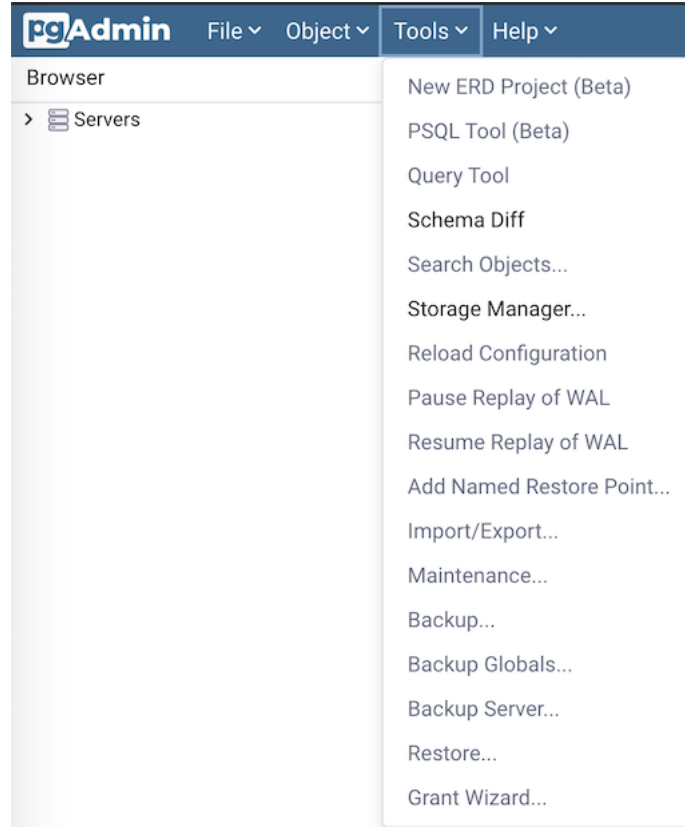 pgAdmin File Object Tools Help
Browser
Servers
New ERD Project (Beta)
PSQL Tool (Beta)
Query Tool
Schema Diff
Search Objects...
Storage Manager...
Reload Configuration
Pause Replay of WAL
Resume Replay of WAL
Add Named Restore Point...
Import/Export...
Maintenance...
Backup...
Backup Globals...
Backup Server...
Restore...
Grant Wizard...